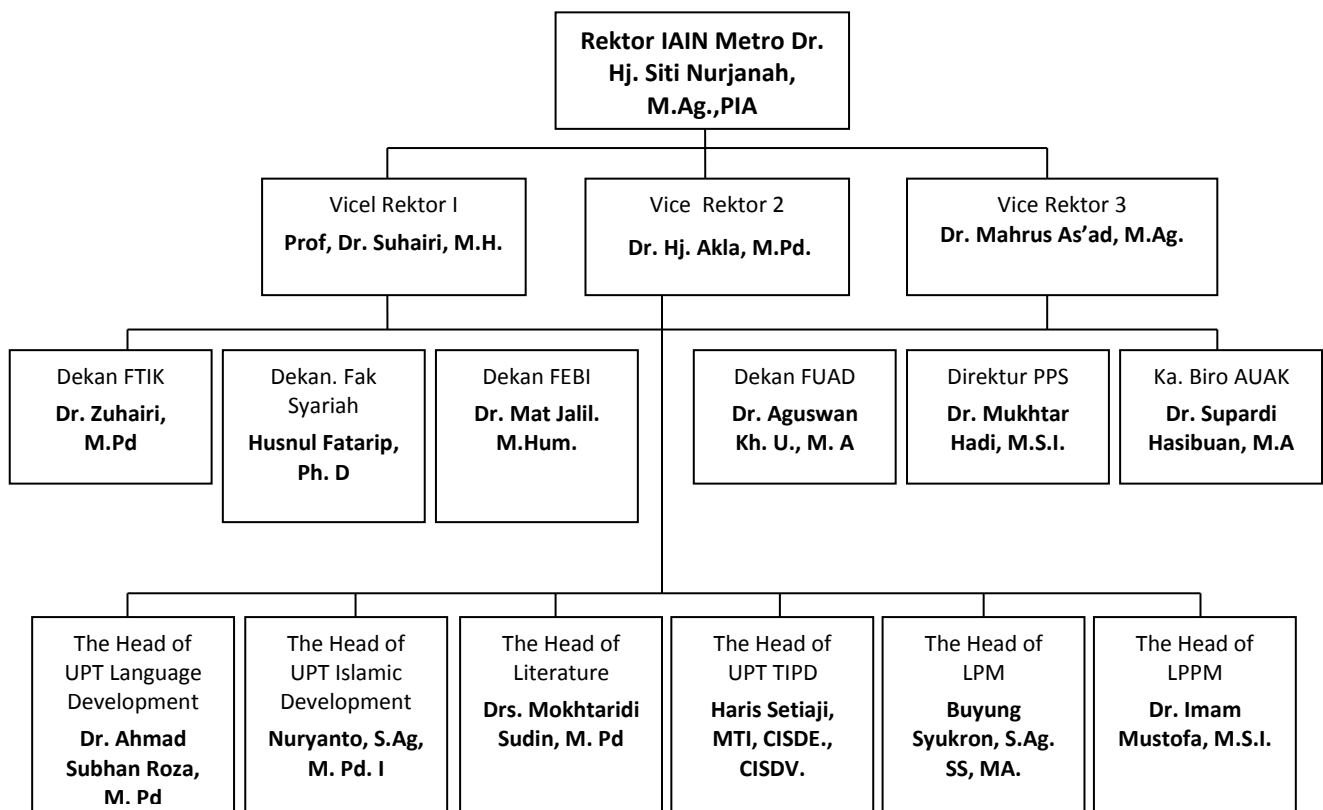 Rektor IAIN Metro Dr.
Hj. Siti Nurjanah,
M.Ag.,PIA
Vicel Rektor I
Prof, Dr. Suhairi, M.H.
Vice Rektor 2
Dr. Hj. Akla, M.Pd.
Vice Rektor 3
Dr. Mahrus As’ad, M.Ag.
Dekan FTIK
Dr. Zuhairi,
M.Pd
Dekan. Fak
Syariah
Husnul Fatarip,
Ph. D
Dekan FEBI
Dr. Mat Jalil.
M.Hum.
Dekan FUAD
Dr. Aguswan
Kh. U., M. A
Direktur PPS
Dr. Mukhtar
Hadi, M.S.I.
Ka. Biro AUAK
Dr. Supardi
Hasibuan, M.A
The Head of
UPT Language
Development
Dr. Ahmad
Subhan Roza,
M. Pd
The Head of
UPT Islamic
Development
Nuryanto, S.Ag,
M. Pd. I
The Head of
Literature
Drs. Mokhtaridi
Sudin, M. Pd
The Head of
UPT TIPD
Haris Setiaji,
MTI, CISDE.,
CISDV.
The Head of
LPM
Buyung
Syukron, S.Ag.
SS, MA.
The Head of
LPPM
Dr. Imam
Mustofa, M.S.I.